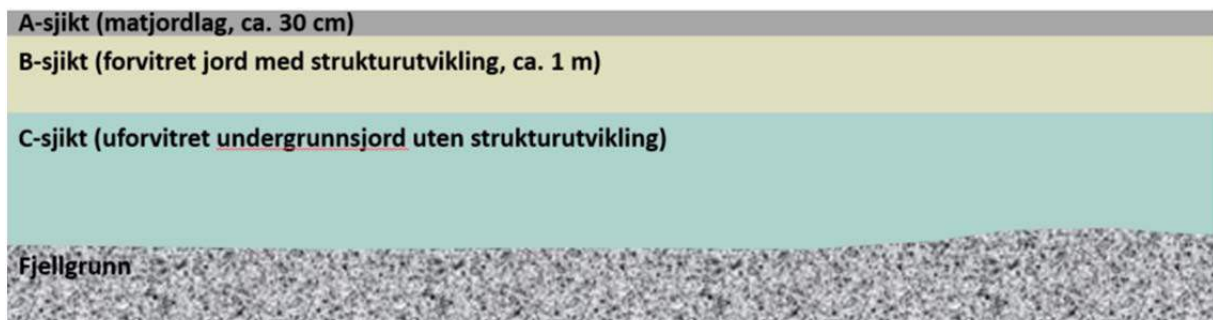 A-sjikt (matjordlag, ca. 30 cm)
B-sjikt (forvitret jord med strukturutvikling, ca. 1 m)
C-sjikt (uforvitret undergrunnsjord uten strukturutvikling)
Fjellgrunn